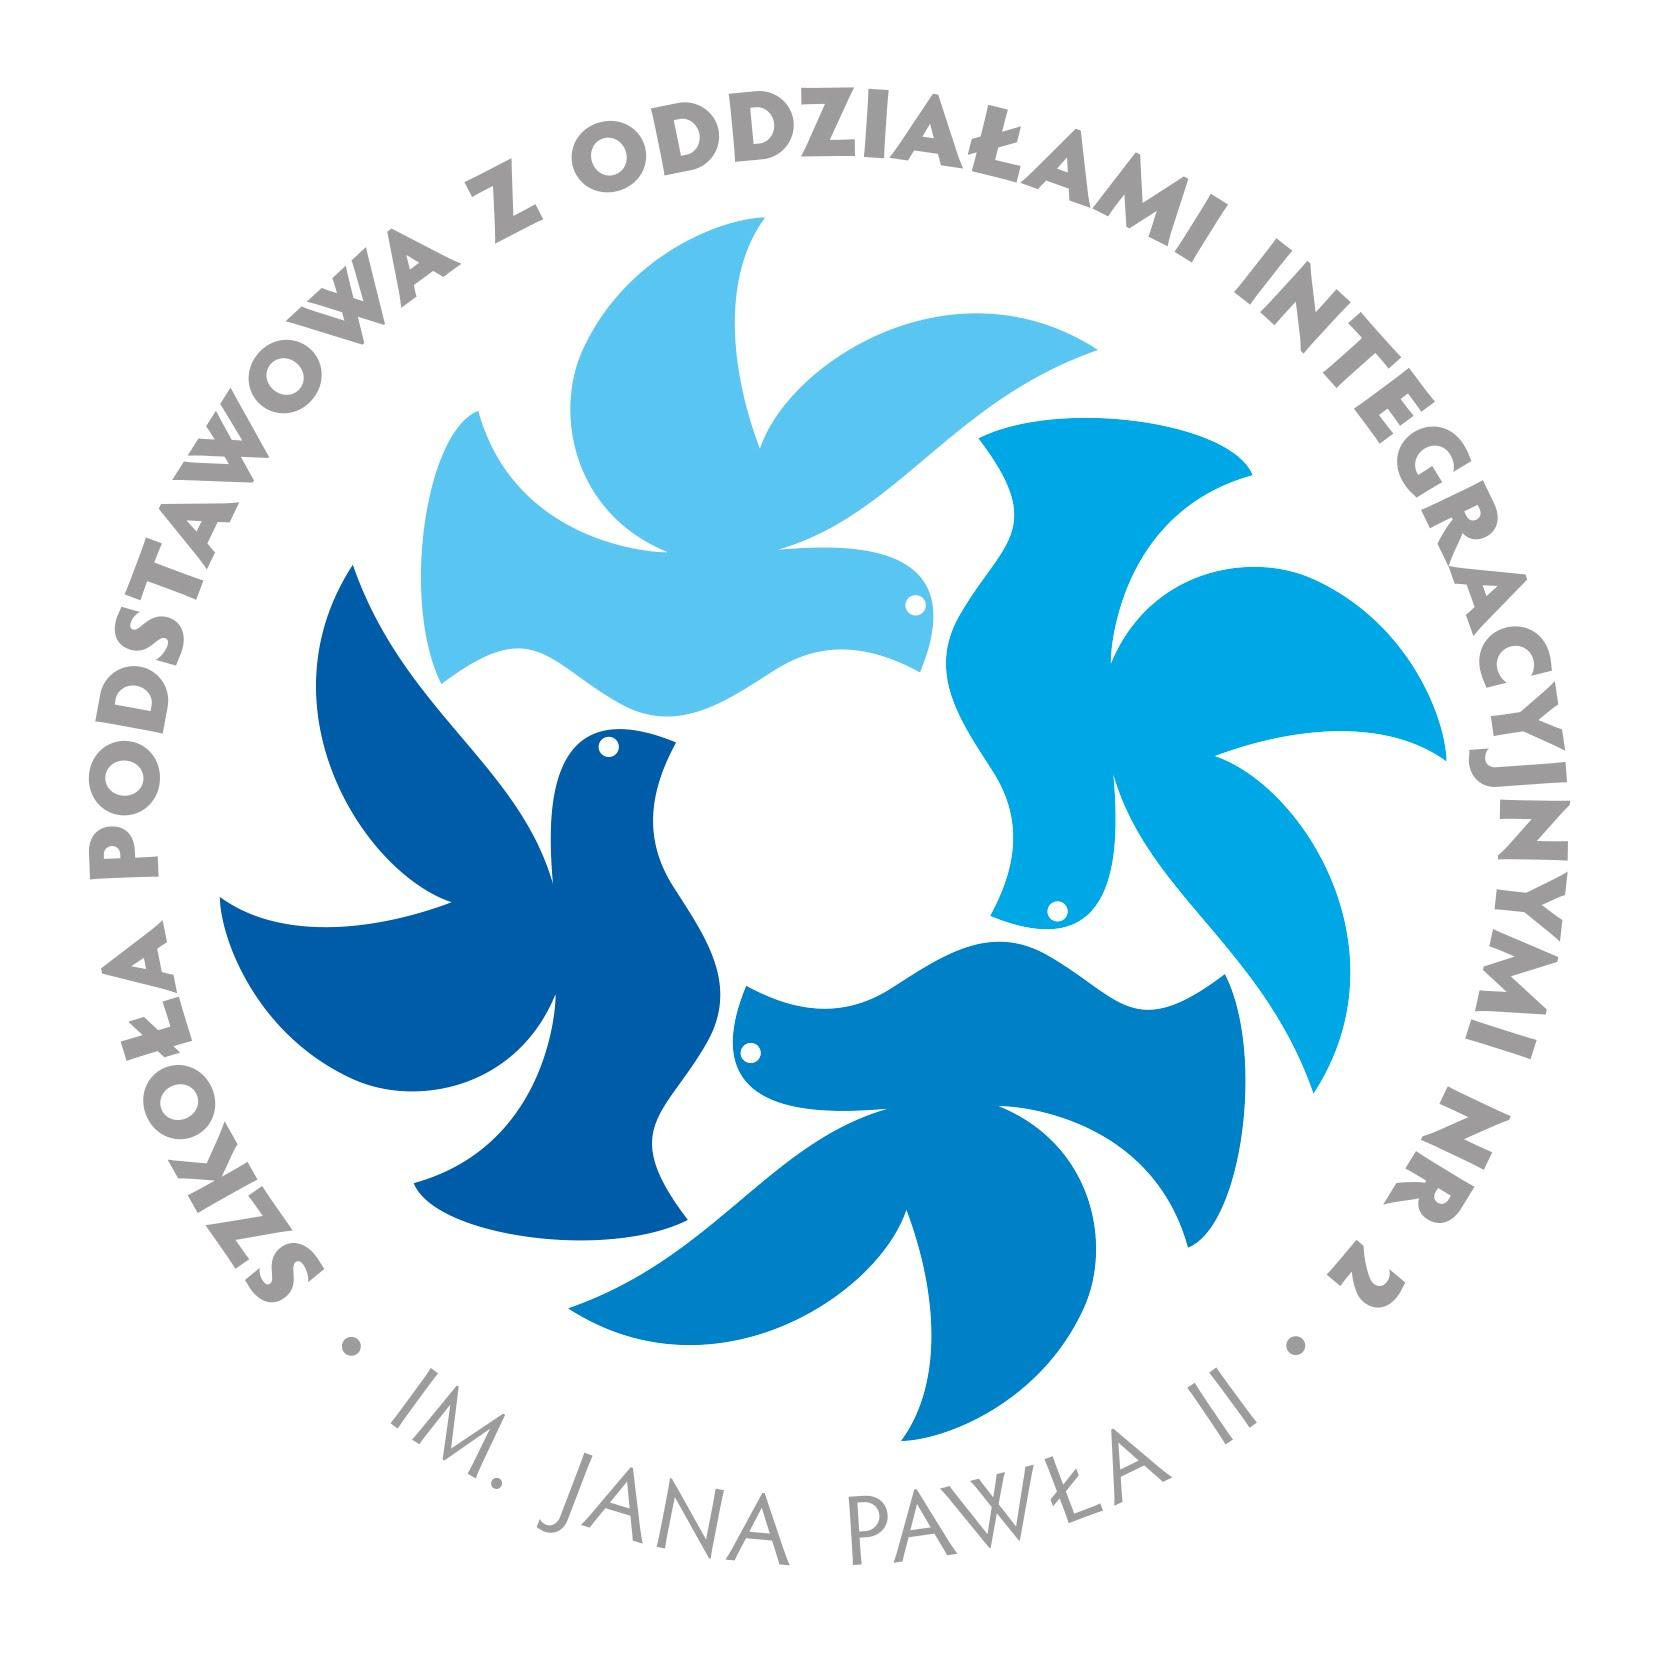 SZKOŁA PODSTAWOWA Z ODDZIAŁAMI INTEGRACYJNYMI NR 2
• IM. JANA PAWŁA II •